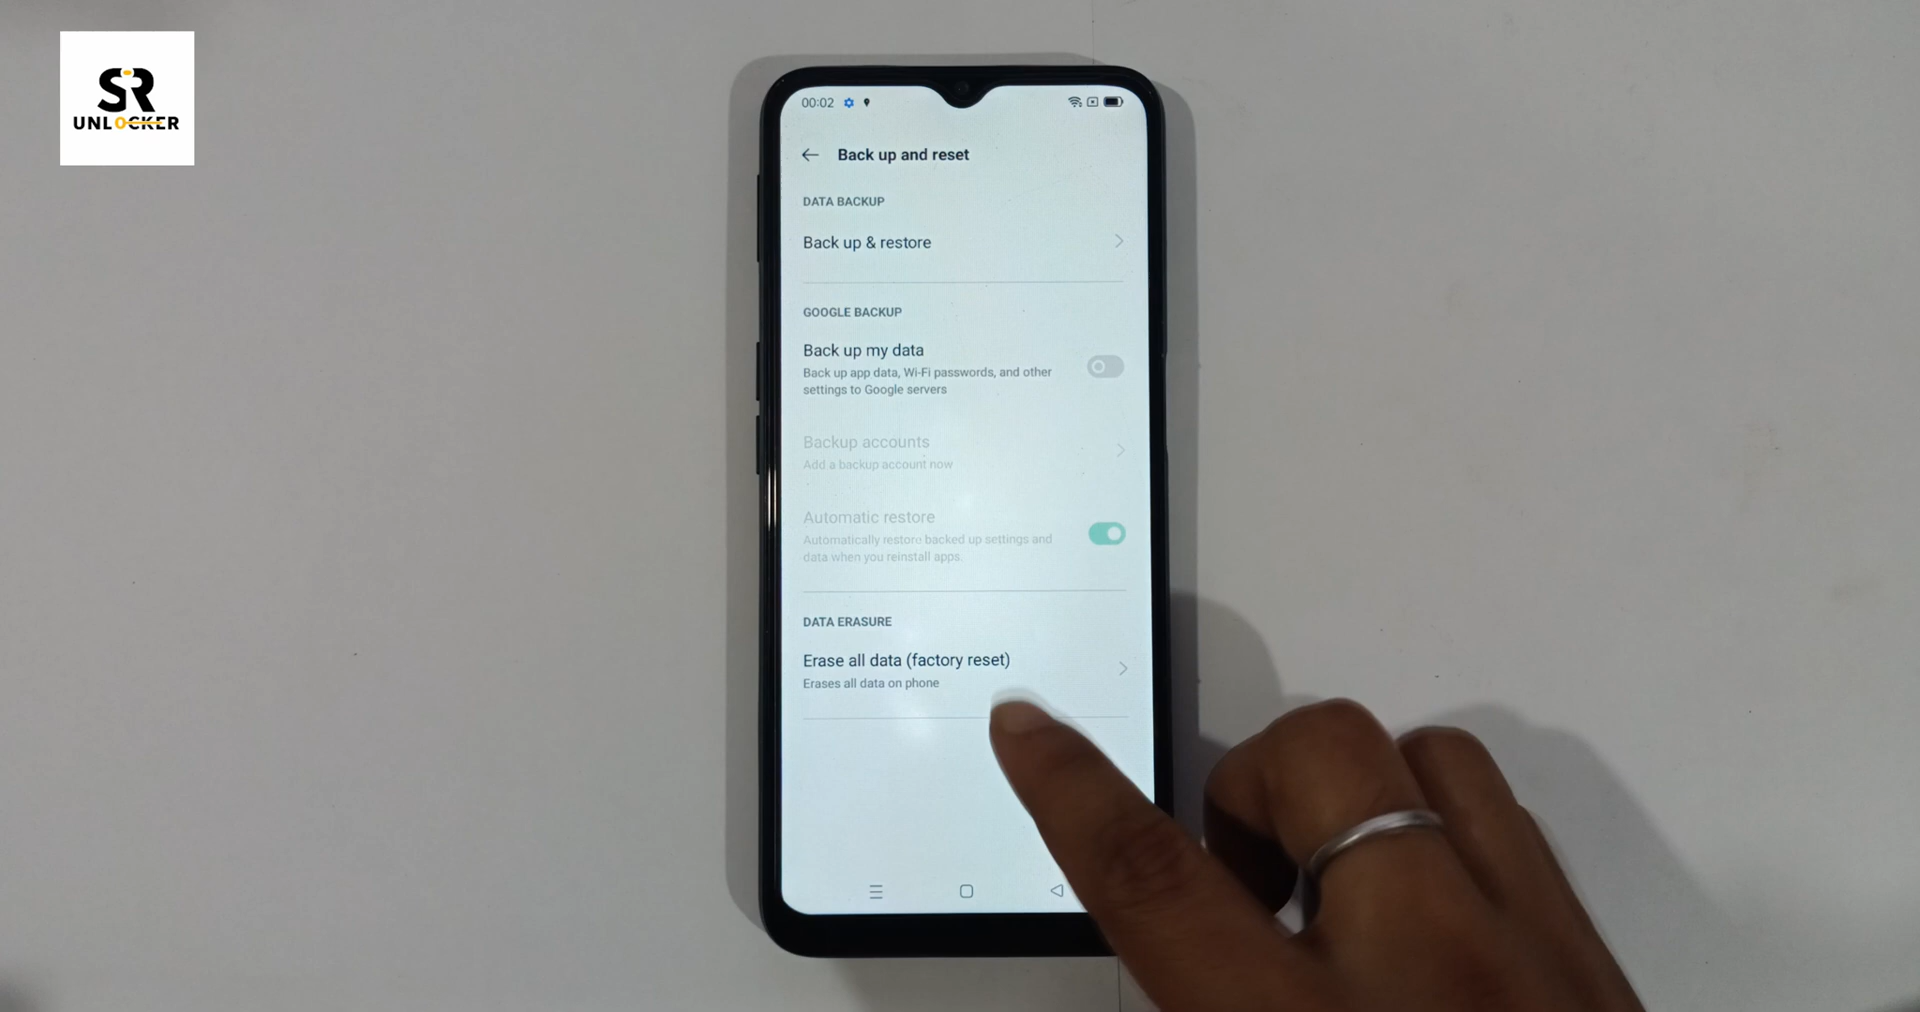 SR
UNLOCKER
00:02
Back up and reset
DATA BACKUP
Back up & restore
GOOGLE BACKUP
Back up my data
Back up app data, Wi-Fi passwords, and other
settings to Google servers
Backup accounts
Add a backup account now
Automatic restore
Automatically restore backed up settings and
data when you reinstall apps.
DATA ERASURE
Erase all data (factory reset)
Erases all data on phone